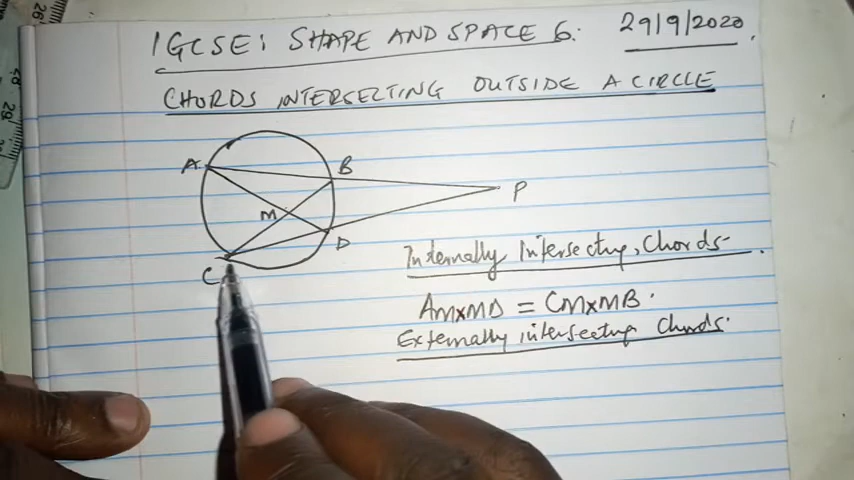 IGCSE: SHAPE AND SPACE 6. 29/9/2020.
CHORDS INTERSECTING OUTSIDE A CIRCLE
A B
P
M
D
C
Internally Intersecting Chords.
AM×MD = CM×MB.
Externally intersecting Chords.